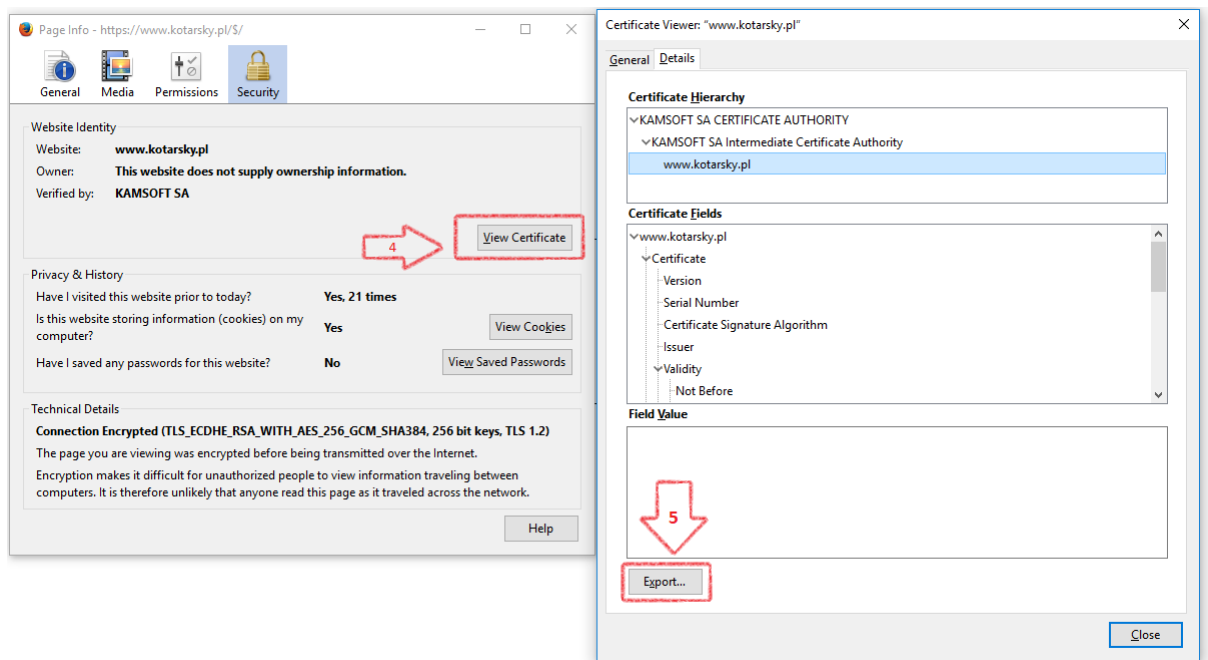 Page Info - https://www.kotarsky.pl/$/
General Media Permissions Security
Website Identity
Website: www.kotarsky.pl
Owner: This website does not supply ownership information.
Verified by: KAMSOFT SA
4
View Certificate
Privacy & History
Have I visited this website prior to today? Yes, 21 times
Is this website storing information (cookies) on my
computer?
Yes
View Cookies
Have I saved any passwords for this website? No View Saved Passwords
Technical Details
Connection Encrypted (TLS_ECDHE_RSA_WITH_AES_256_GCM_SHA384, 256 bit keys, TLS 1.2)
The page you are viewing was encrypted before being transmitted over the Internet.
Encryption makes it difficult for unauthorized people to view information traveling between
computers. It is therefore unlikely that anyone read this page as it traveled across the network.
Help
Certificate Viewer: "www.kotarsky.pl"
General Details
Certificate Hierarchy
KAMSOFT SA CERTIFICATE AUTHORITY
KAMSOFT SA Intermediate Certificate Authority
www.kotarsky.pl
Certificate Fields
www.kotarsky.pl
Certificate
Version
Serial Number
Certificate Signature Algorithm
Issuer
Validity
Not Before
Field Value
5
Export...
Close